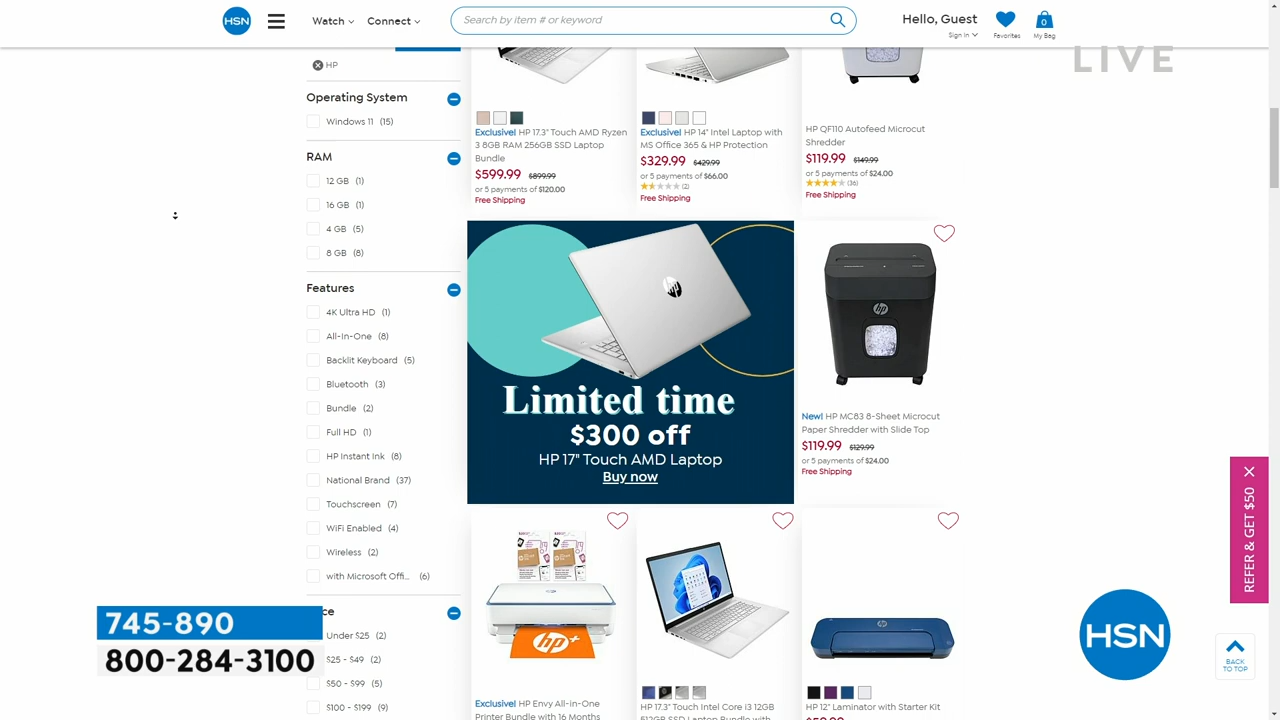 HSN
Watch
Connect
Search by item # or keyword
Hello, Guest
Sign In
Favorites
0
My Bag
LIVE
HP
Operating System
Windows 11 (15)
RAM
12 GB (1)
16 GB (1)
4 GB (5)
8 GB (8)
Features
4K Ultra HD (1)
All-In-One (8)
Backlit Keyboard (5)
Bluetooth (3)
Bundle (2)
Full HD (1)
HP Instant Ink (8)
National Brand (37)
Touchscreen (7)
WiFi Enabled (4)
Wireless (2)
with Microsoft Offi... (6)
ce
Under $25 (2)
$25 - $49 (2)
$50 - $99 (5)
$100 - $199 (9)
Exclusive! HP 17.3" Touch AMD Ryzen
3 8GB RAM 256GB SSD Laptop
Bundle
$599.99 $899.99
or 5 payments of $120.00
Free Shipping
Exclusive! HP 14" Intel Laptop with
MS Office 365 & HP Protection
$329.99 $429.99
or 5 payments of $66.00
(2)
Free Shipping
HP QF110 Autofeed Microcut
Shredder
$119.99 $149.99
or 5 payments of $24.00
(36)
Free Shipping
hp
Limited time
$300 off
HP 17" Touch AMD Laptop
Buy now
hp
New! HP MC83 8-Sheet Microcut
Paper Shredder with Slide Top
$119.99 $129.99
or 5 payments of $24.00
Free Shipping
hp+
Exclusive! HP Envy All-in-One
Printer Bundle with 16 Months
HP 17.3" Touch Intel Core i3 12GB
512GB SSD Laptop Bundle with
hp
HP 12" Laminator with Starter Kit
REFER & GET $50
745-890
800-284-3100
HSN
BACK
TO TOP